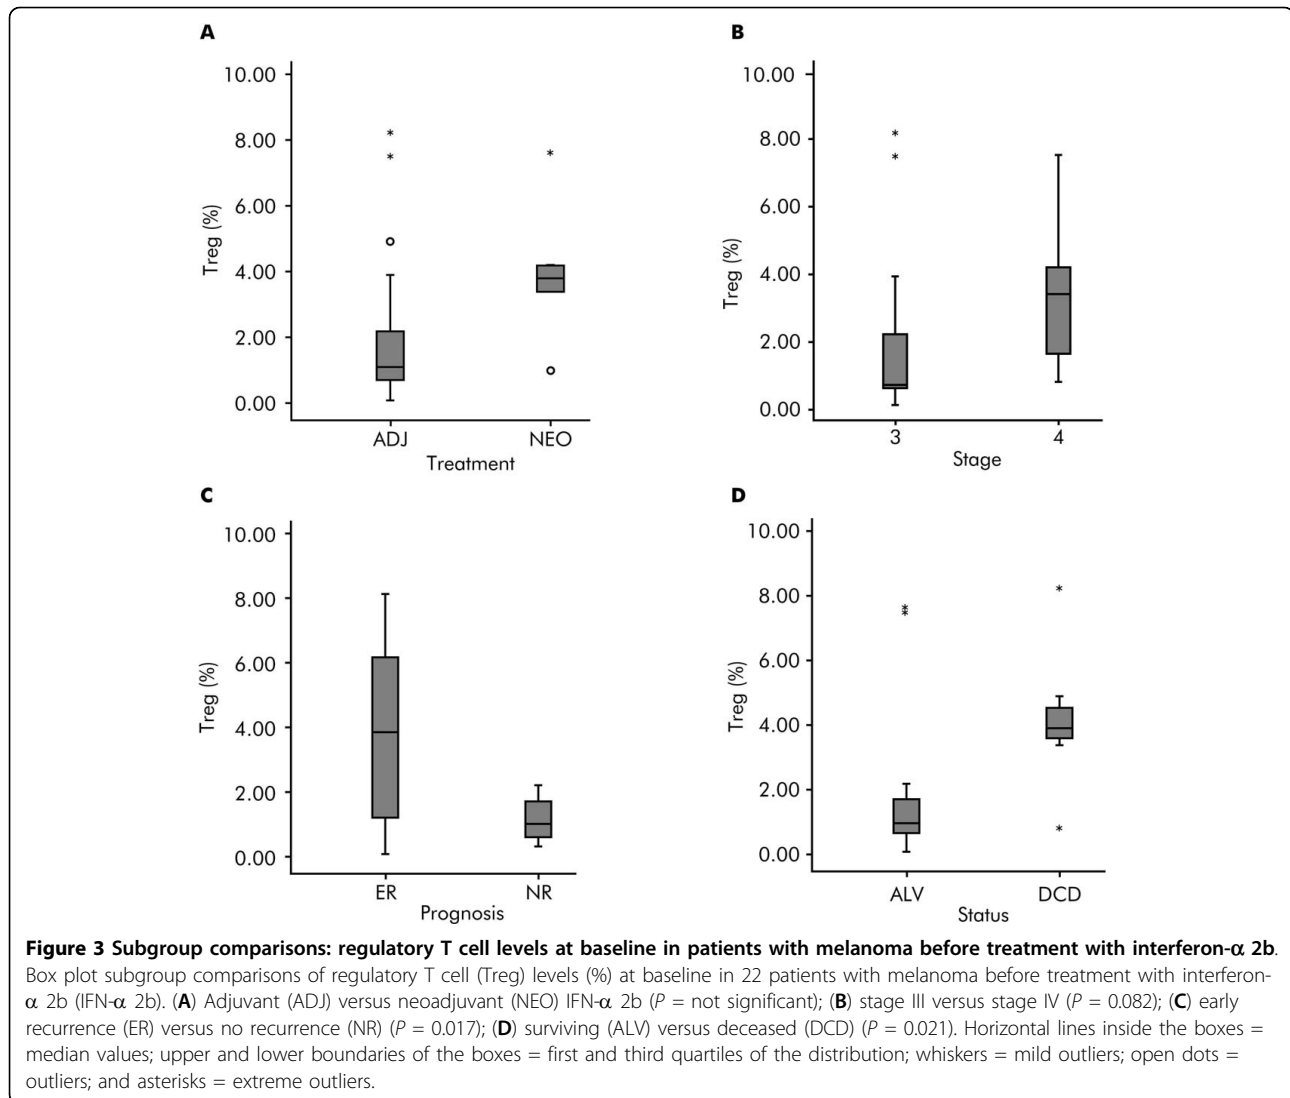 A
10.00
8.00
6.00
4.00
2.00
0.00
Treg (%)
ADJ NEO
Treatment
B
10.00
8.00
6.00
4.00
2.00
0.00
Treg (%)
3 4
Stage
C
10.00
8.00
6.00
4.00
2.00
0.00
Treg (%)
ER NR
Prognosis
D
10.00
8.00
6.00
4.00
2.00
0.00
Treg (%)
ALV DCD
Status
Figure 3 Subgroup comparisons: regulatory T cell levels at baseline in patients with melanoma before treatment with interferon-α 2b.
Box plot subgroup comparisons of regulatory T cell (Treg) levels (%) at baseline in 22 patients with melanoma before treatment with interferon-
α 2b (IFN-α 2b). (A) Adjuvant (ADJ) versus neoadjuvant (NEO) IFN-α 2b (P = not significant); (B) stage III versus stage IV (P = 0.082); (C) early
recurrence (ER) versus no recurrence (NR) (P = 0.017); (D) surviving (ALV) versus deceased (DCD) (P = 0.021). Horizontal lines inside the boxes =
median values; upper and lower boundaries of the boxes = first and third quartiles of the distribution; whiskers = mild outliers; open dots =
outliers; and asterisks = extreme outliers.